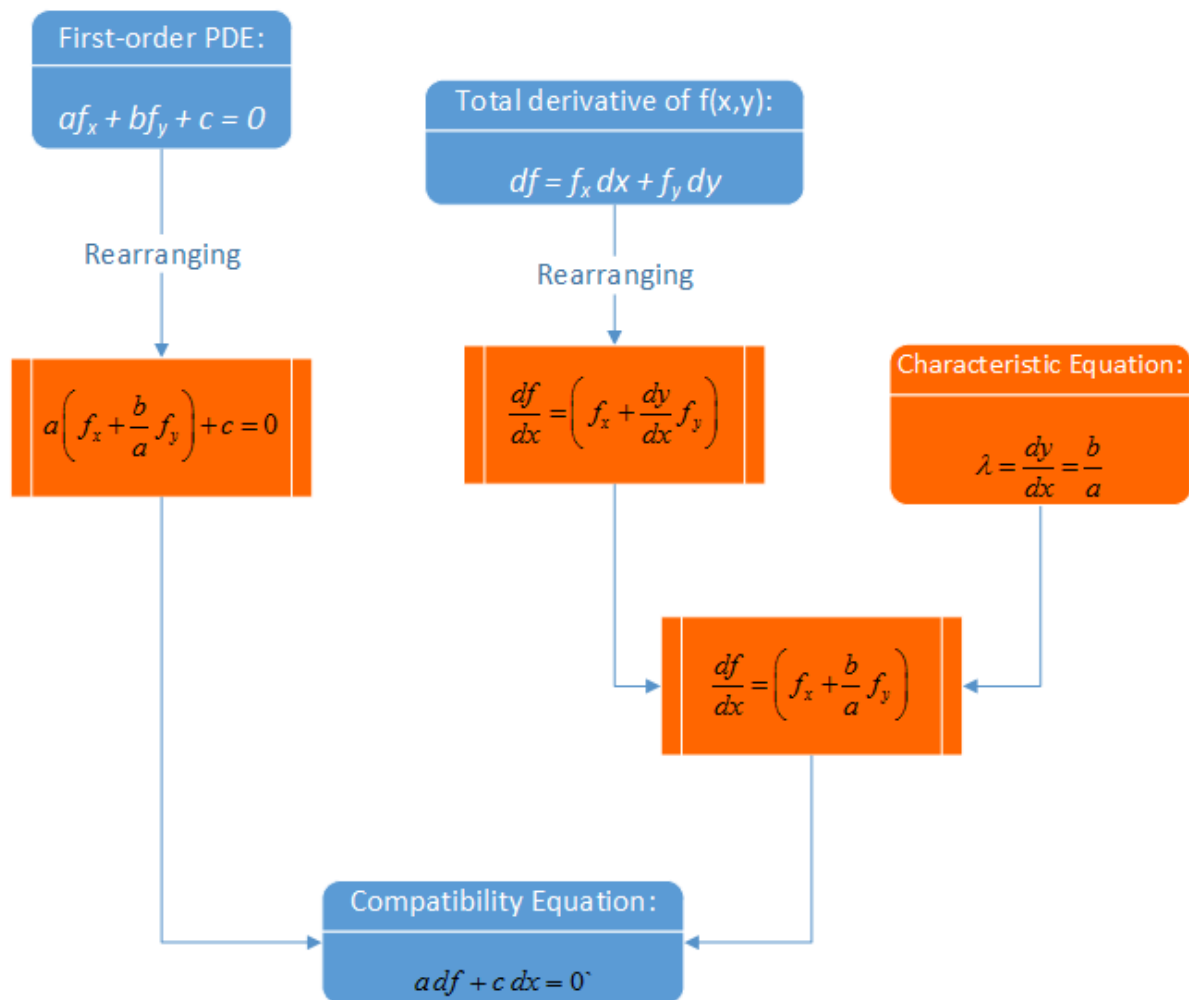 First-order PDE:
af_x + bf_y + c = 0
Total derivative of f(x,y):
df = f_x dx + f_y dy
Rearranging
Rearranging
a(f_x + b/a f_y) + c = 0
df/dx = (f_x + dy/dx f_y)
Characteristic Equation:
λ = dy/dx = b/a
df/dx = (f_x + b/a f_y)
Compatibility Equation:
a df + c dx = 0`